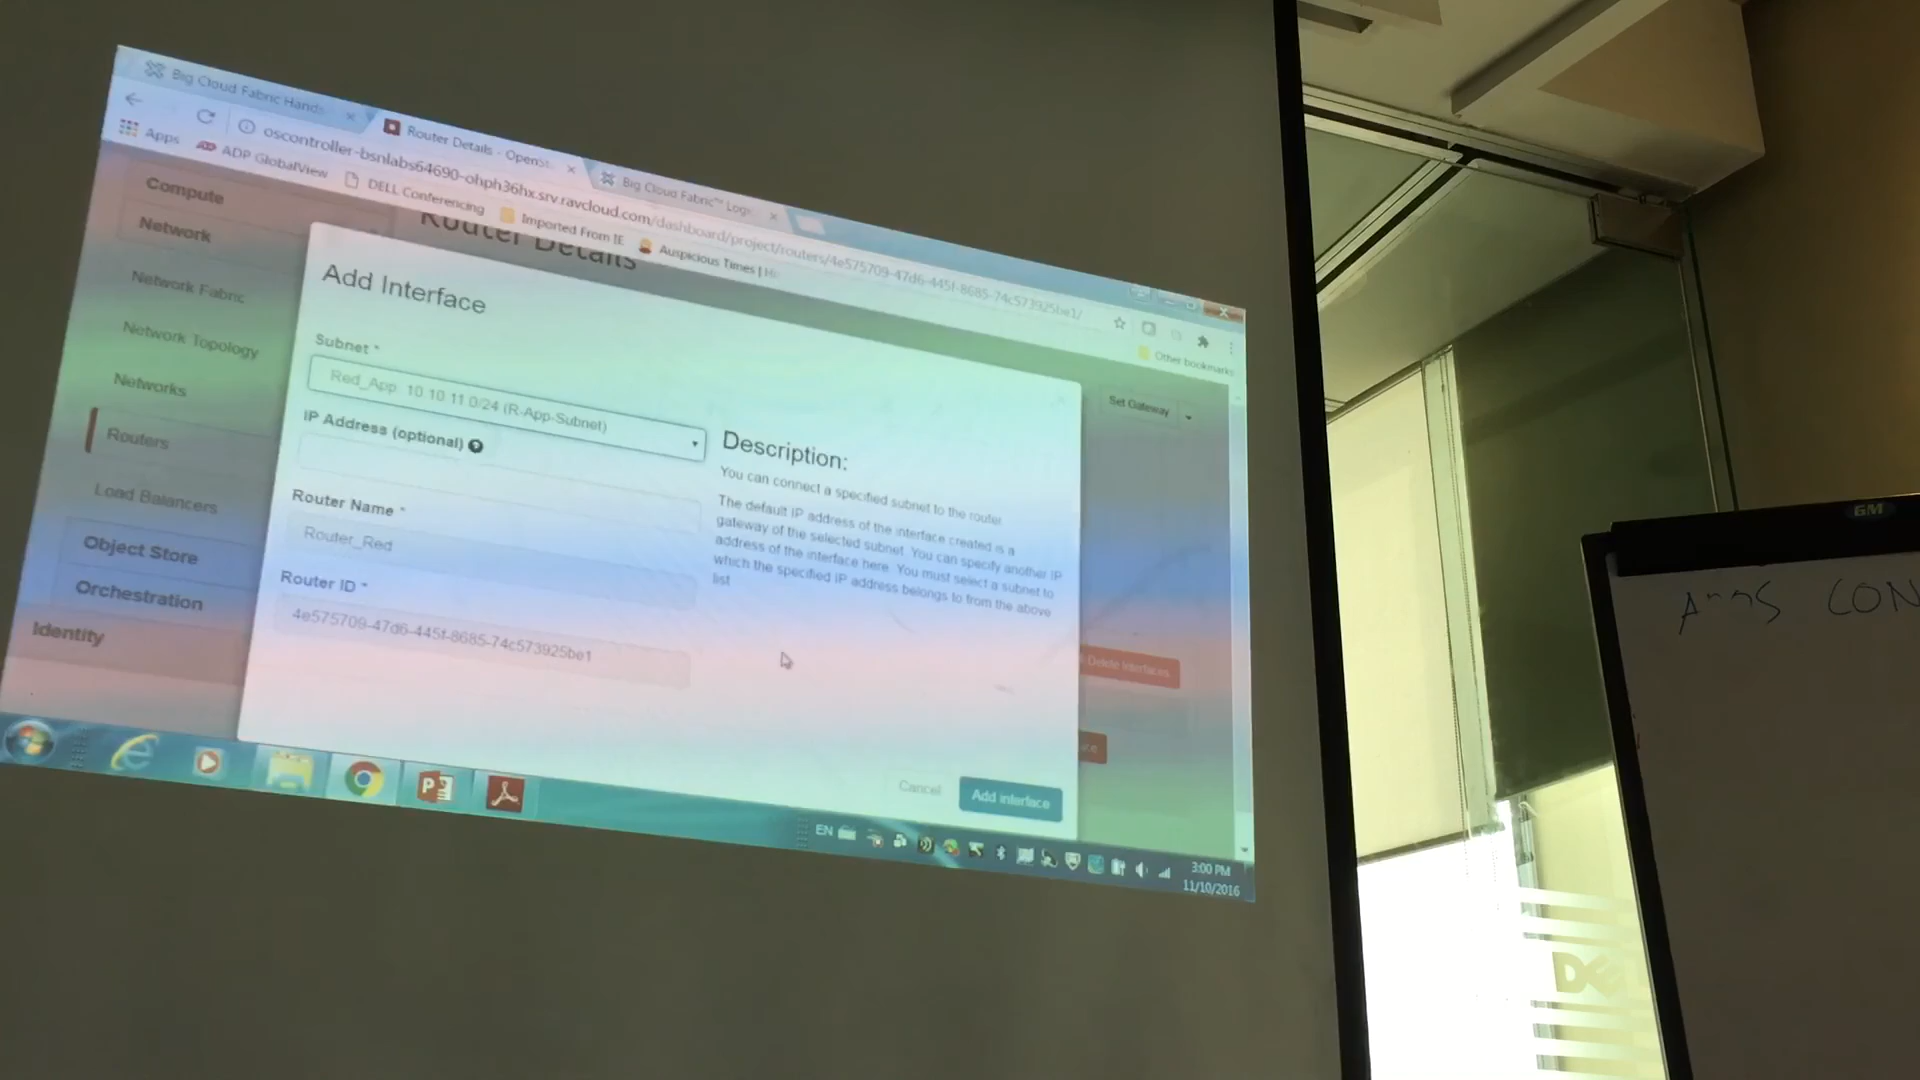 Big Cloud Fabric Hands
Router Details - OpenSt
Big Cloud Fabric™ Logi
oscontroller-bsnlabs64690-ohph36hx.srv.ravcloud.com/dashboard/project/routers/4e575709-47d6-445f-8685-74c573925be1/
Apps
ADP GlobalView
DELL Conferencing
Imported From IE
Auspicious Times | Hi
Other bookmarks
Compute
Network
Network Fabric
Network Topology
Networks
Routers
Load Balancers
Object Store
Orchestration
Identity
Router Details
Set Gateway
Add Interface
Subnet *
Red_App: 10.10.11.0/24 (R-App-Subnet)
IP Address (optional)
Router Name *
Router_Red
Router ID *
4e575709-47d6-445f-8685-74c573925be1
Description:
You can connect a specified subnet to the router
The default IP address of the interface created is a
gateway of the selected subnet. You can specify another IP
address of the interface here. You must select a subnet to
which the specified IP address belongs to from the above
list
Delete Interfaces
Cancel
Add interface
EN
3:00 PM
11/10/2016
GM
CON